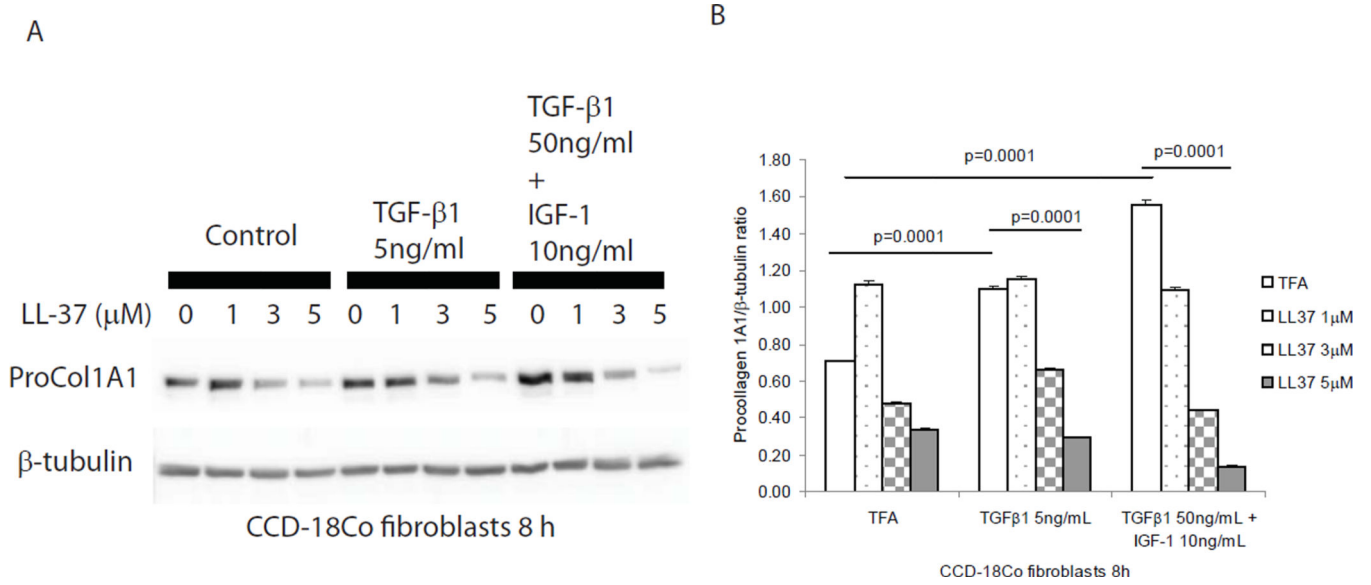 A
TGF-β1
50ng/ml
+
IGF-1
10ng/ml
TGF-β1
5ng/ml
Control
LL-37 (μM) 0 1 3 5 0 1 3 5 0 1 3 5
ProCol1A1
β-tubulin
CCD-18Co fibroblasts 8 h
B
Procollagen 1A1/β-tubulin ratio
1.80
1.60
1.40
1.20
1.00
0.80
0.60
0.40
0.20
0.00
p=0.0001
p=0.0001
p=0.0001
p=0.0001
TFA
LL37 1μM
LL37 3μM
LL37 5μM
TFA
TGFβ1 5ng/mL
TGFβ1 50ng/mL +
IGF-1 10ng/mL
CCD-18Co fibroblasts 8h